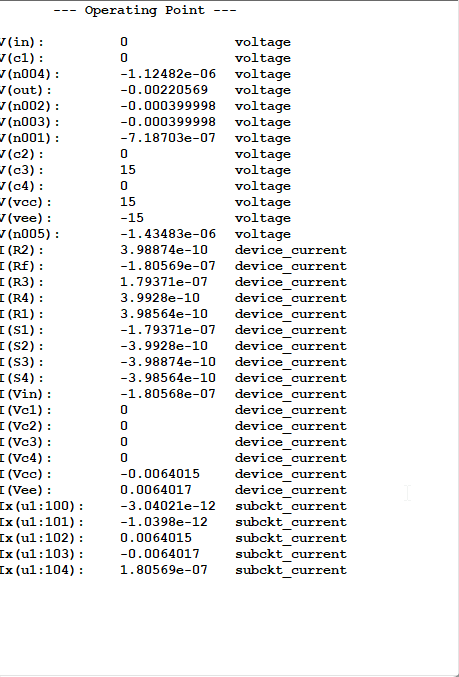 --- Operating Point ---
V(in): 0 voltage
V(c1): 0 voltage
V(n004): -1.12482e-06 voltage
V(out): -0.00220569 voltage
V(n002): -0.000399998 voltage
V(n003): -0.000399998 voltage
V(n001): -7.18703e-07 voltage
V(c2): 0 voltage
V(c3): 15 voltage
V(c4): 0 voltage
V(vcc): 15 voltage
V(vee): -15 voltage
V(n005): -1.43483e-06 voltage
I(R2): 3.98874e-10 device_current
I(Rf): -1.80569e-07 device_current
I(R3): 1.79371e-07 device_current
I(R4): 3.9928e-10 device_current
I(R1): 3.98564e-10 device_current
I(S1): -1.79371e-07 device_current
I(S2): -3.9928e-10 device_current
I(S3): -3.98874e-10 device_current
I(S4): -3.98564e-10 device_current
I(Vin): -1.80568e-07 device_current
I(Vc1): 0 device_current
I(Vc2): 0 device_current
I(Vc3): 0 device_current
I(Vc4): 0 device_current
I(Vcc): -0.0064015 device_current
I(Vee): 0.0064017 device_current
Ix(u1:100): -3.04021e-12 subckt_current
Ix(u1:101): -1.0398e-12 subckt_current
Ix(u1:102): 0.0064015 subckt_current
Ix(u1:103): -0.0064017 subckt_current
Ix(u1:104): 1.80569e-07 subckt_current